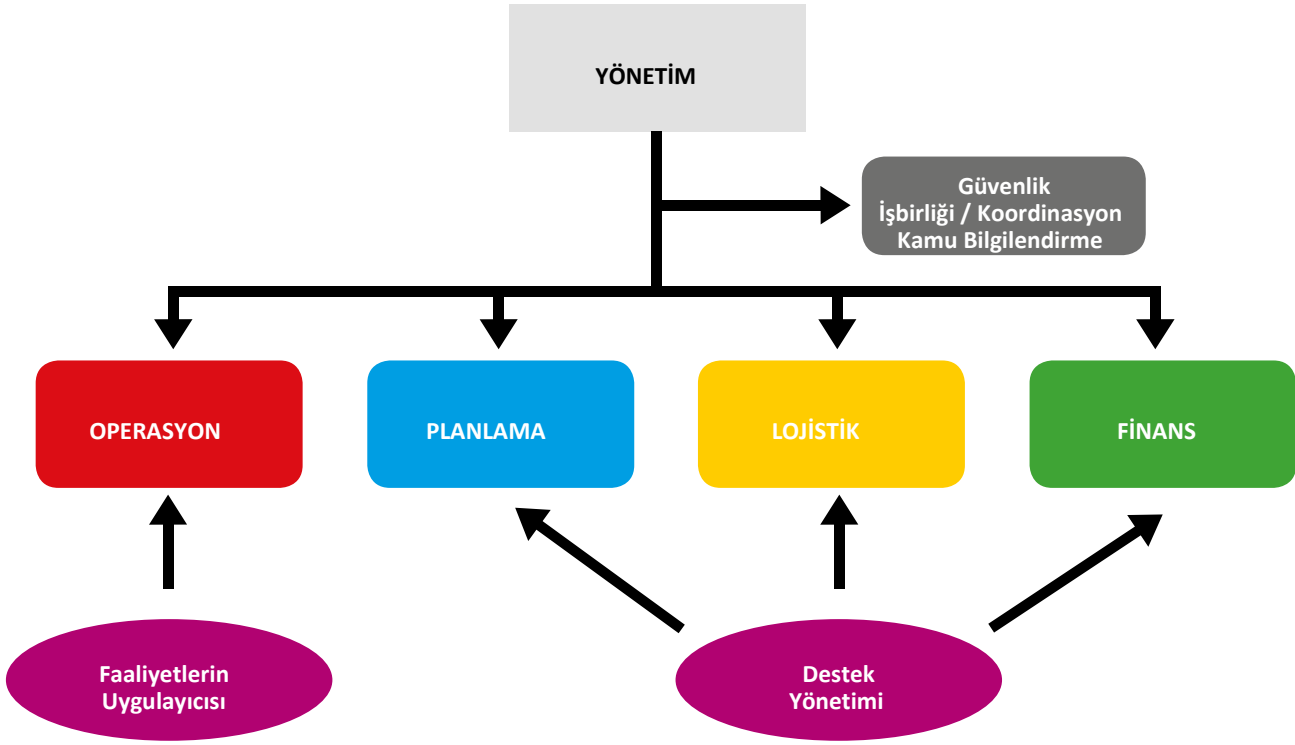 YÖNETİM
Güvenlik
İşbirliği / Koordinasyon
Kamu Bilgilendirme
OPERASYON
PLANLAMA
LOJİSTİK
FİNANS
Faaliyetlerin
Uygulayıcısı
Destek
Yönetimi